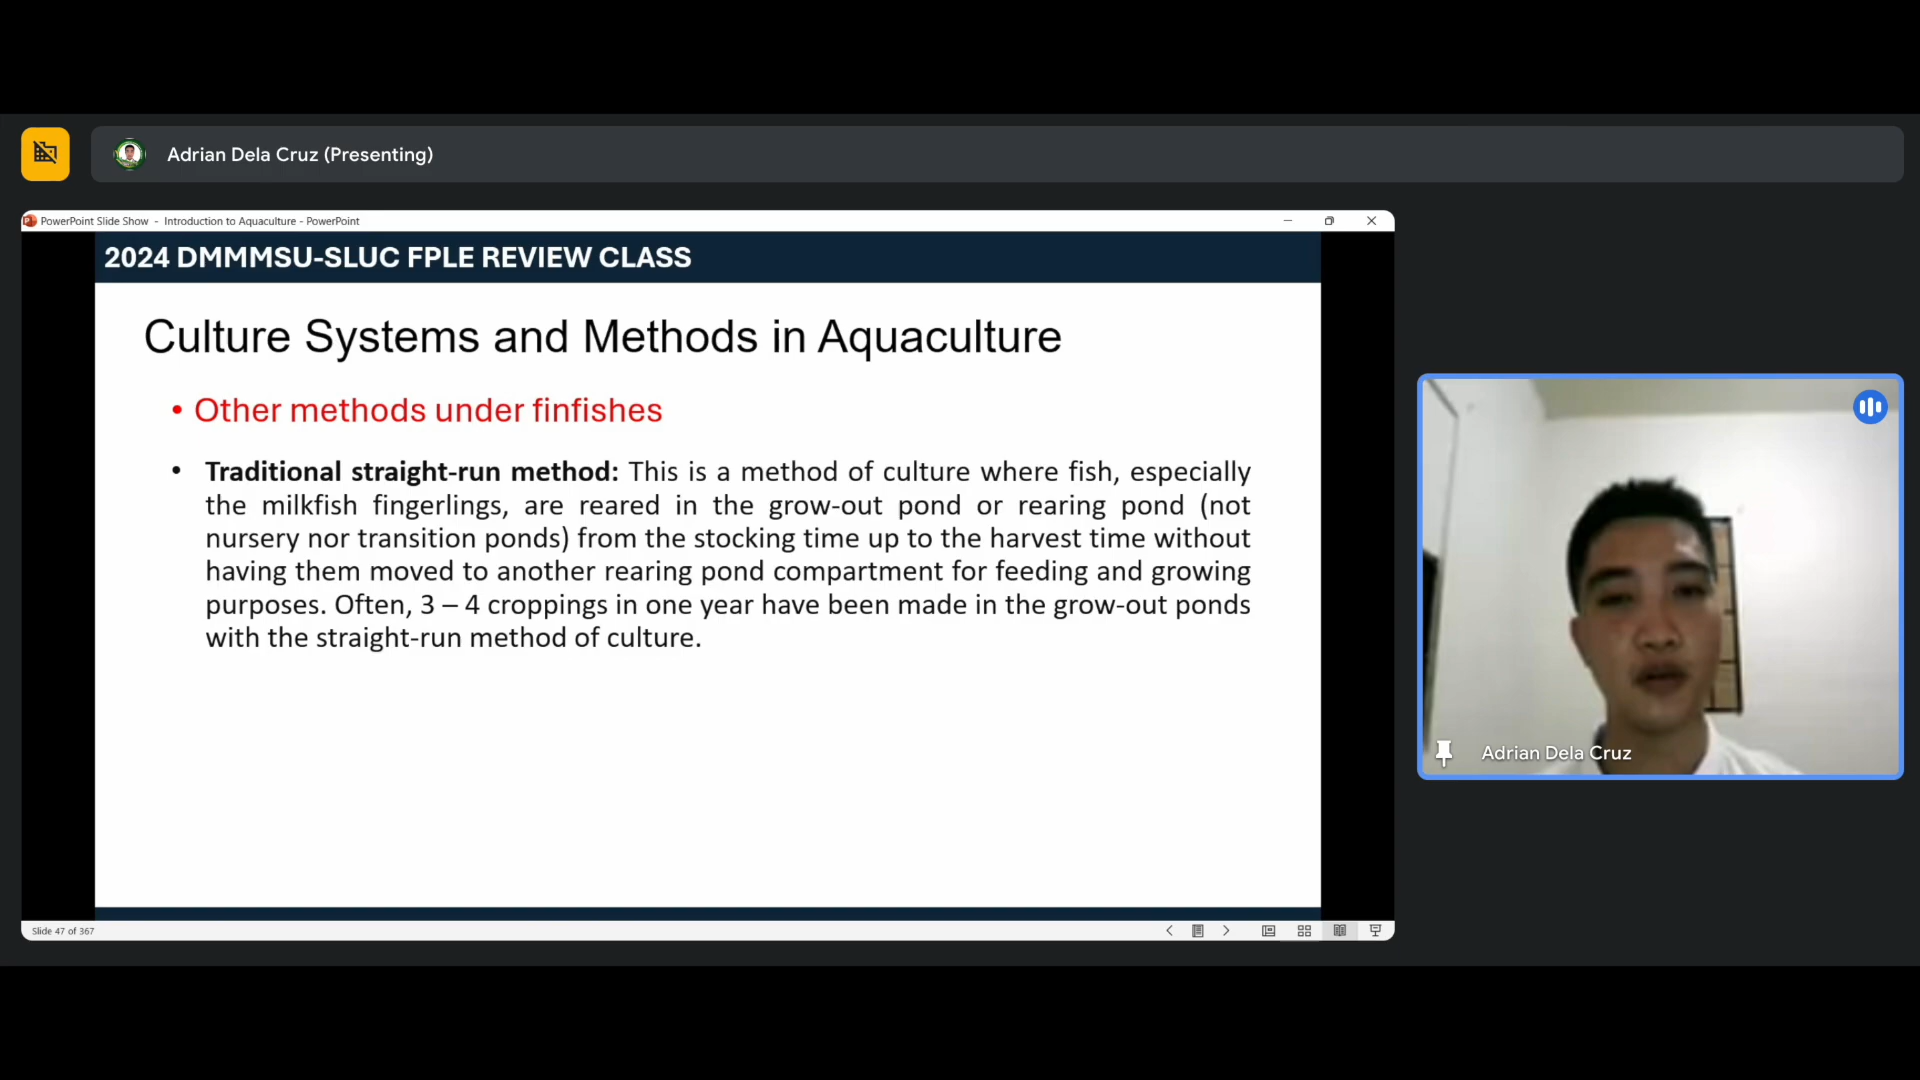 Adrian Dela Cruz (Presenting)
PowerPoint Slide Show - Introduction to Aquaculture - PowerPoint
2024 DMMMSU-SLUC FPLE REVIEW CLASS
Culture Systems and Methods in Aquaculture
• Other methods under finfishes
• Traditional straight-run method: This is a method of culture where fish, especially
the milkfish fingerlings, are reared in the grow-out pond or rearing pond (not
nursery nor transition ponds) from the stocking time up to the harvest time without
having them moved to another rearing pond compartment for feeding and growing
purposes. Often, 3 – 4 croppings in one year have been made in the grow-out ponds
with the straight-run method of culture.
Adrian Dela Cruz
Slide 47 of 367